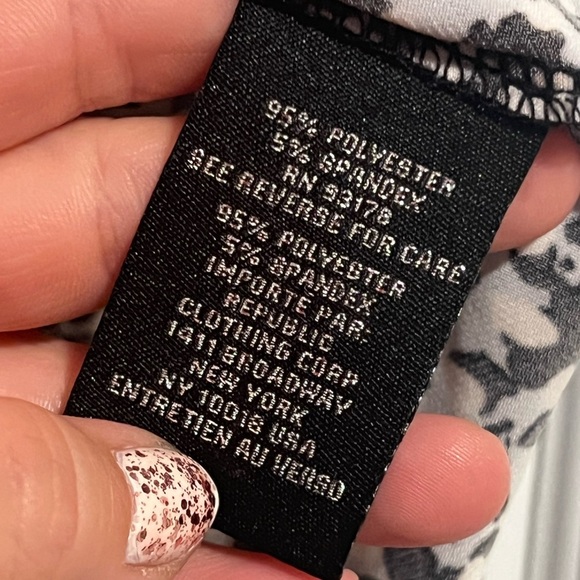 95% POLYESTER
5% SPANDEX
RN 93178
SEE REVERSE FOR CARE
95% POLYESTER
5% SPANDEX
IMPORTE PAR:
REPUBLIC
CLOTHING CORP
1411 BROADWAY
NEW YORK
NY 10018 USA
ENTRETIEN AU VERSO